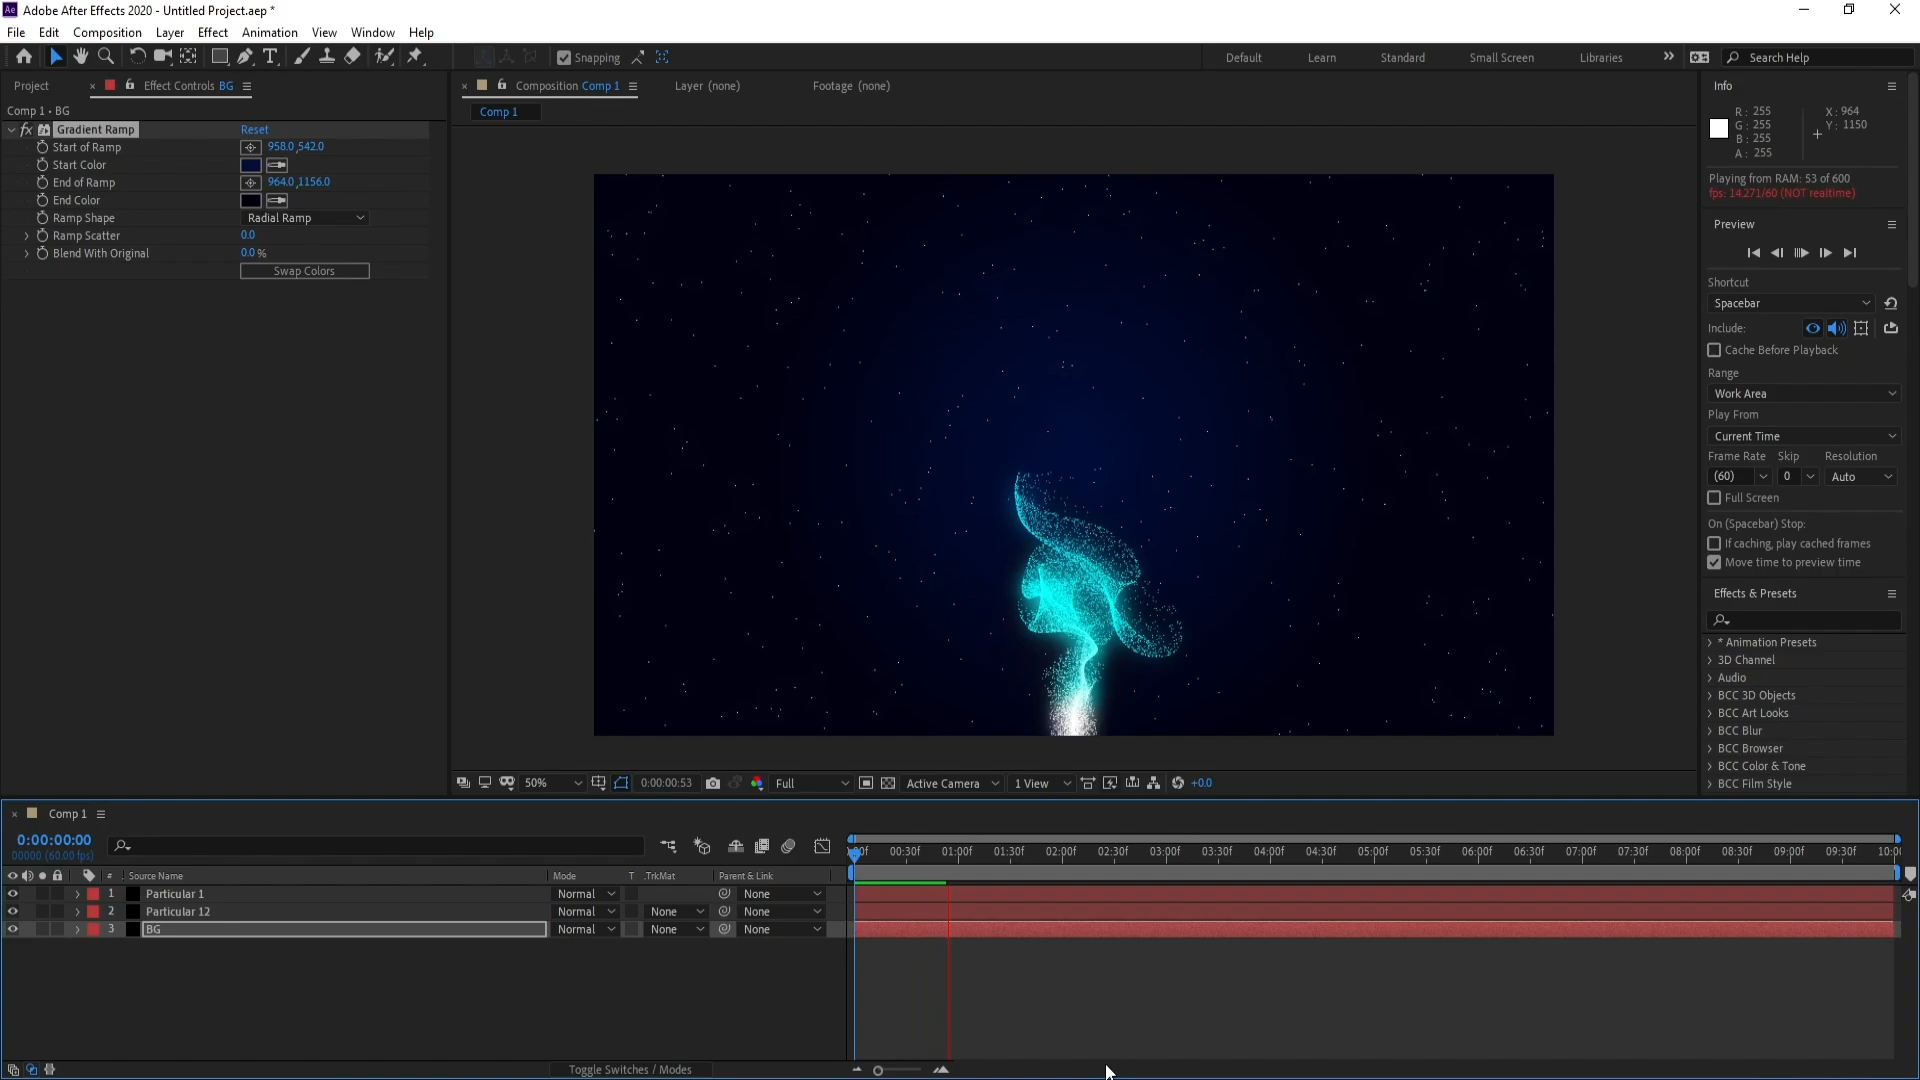 Adobe After Effects 2020 - Untitled Project.aep *
File Edit Composition Layer Effect Animation View Window Help
Snapping
Default Learn Standard Small Screen Libraries Search Help
Project Effect Controls BG
Composition Comp 1 Layer (none) Footage (none)
Comp 1 • BG
Comp 1
fx Gradient Ramp Reset
Start of Ramp 958.0,542.0
Start Color
End of Ramp 964.0,1156.0
End Color
Ramp Shape Radial Ramp
Ramp Scatter 0.0
Blend With Original 0.0 %
Swap Colors
Info
R: 255 X: 964
G: 255 Y: 1150
B: 255
A: 255
Playing from RAM: 53 of 600
fps: 14.271/60 (NOT realtime)
Preview
Shortcut
Spacebar
Include:
Cache Before Playback
Range
Work Area
Play From
Current Time
Frame Rate Skip Resolution
(60) 0 Auto
Full Screen
On (Spacebar) Stop:
If caching, play cached frames
Move time to preview time
Effects & Presets
* Animation Presets
3D Channel
Audio
BCC 3D Objects
BCC Art Looks
BCC Blur
BCC Browser
BCC Color & Tone
BCC Film Style
50% 0:00:00:53 Full Active Camera 1 View +0.0
Comp 1
0:00:00:00
00000 (60.00 fps)
00:30f 01:00f 01:30f 02:00f 02:30f 03:00f 03:30f 04:00f 04:30f 05:00f 05:30f 06:00f 06:30f 07:00f 07:30f 08:00f 08:30f 09:00f 09:30f
# Source Name Mode T .TrkMat Parent & Link
1 Particular 1 Normal None
2 Particular 12 Normal None None
3 BG Normal None None
Toggle Switches / Modes